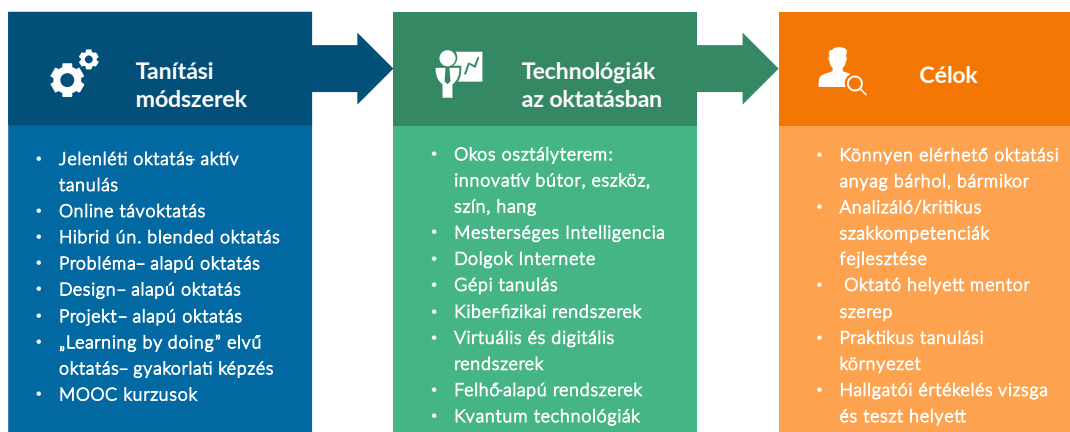 Tanítási
módszerek
• Jelenléti oktatás- aktív
tanulás
• Online távoktatás
• Hibrid ún. blended oktatás
• Probléma– alapú oktatás
• Design– alapú oktatás
• Projekt– alapú oktatás
• „Learning by doing” elvű
oktatás– gyakorlati képzés
• MOOC kurzusok
Technológiák
az oktatásban
• Okos osztályterem:
innovatív bútor, eszköz,
szín, hang
• Mesterséges Intelligencia
• Dolgok Internete
• Gépi tanulás
• Kiber-fizikai rendszerek
• Virtuális és digitális
rendszerek
• Felhő-alapú rendszerek
• Kvantum technológiák
Célok
• Könnyen elérhető oktatási
anyag bárhol, bármikor
• Analizáló/kritikus
szakkompetenciák
fejlesztése
• Oktató helyett mentor
szerep
• Praktikus tanulási
környezet
• Hallgatói értékelés vizsga
és teszt helyett